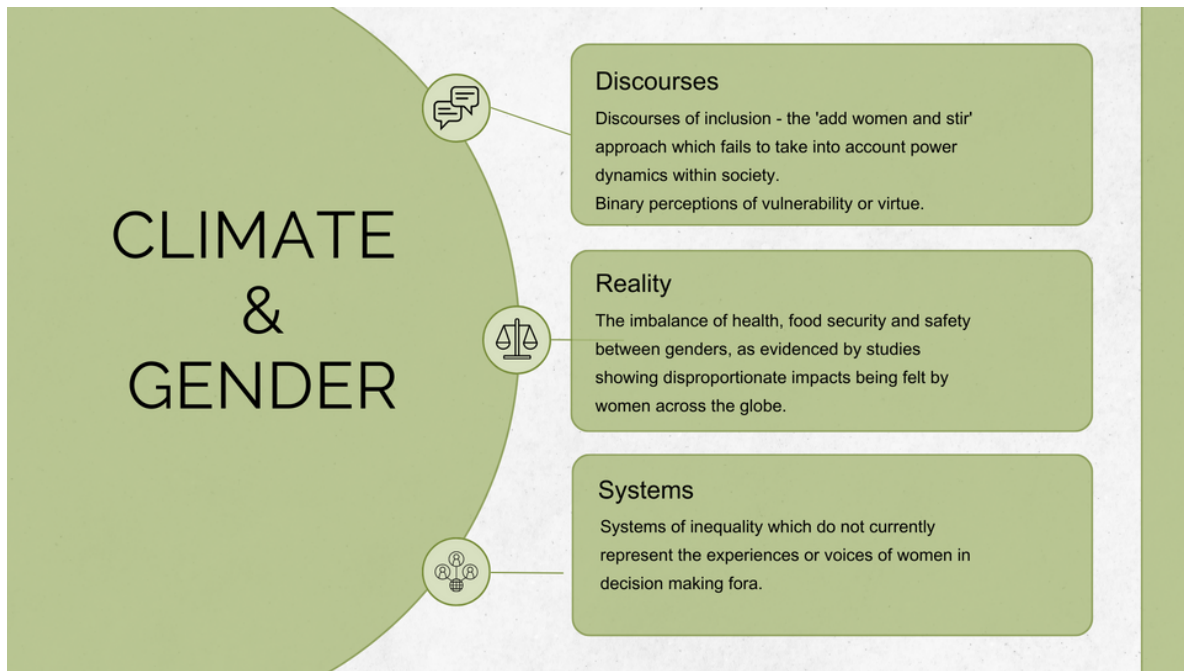 CLIMATE
&
GENDER
Discourses
Discourses of inclusion - the 'add women and stir'
approach which fails to take into account power
dynamics within society.
Binary perceptions of vulnerability or virtue.
Reality
The imbalance of health, food security and safety
between genders, as evidenced by studies
showing disproportionate impacts being felt by
women across the globe.
Systems
Systems of inequality which do not currently
represent the experiences or voices of women in
decision making fora.